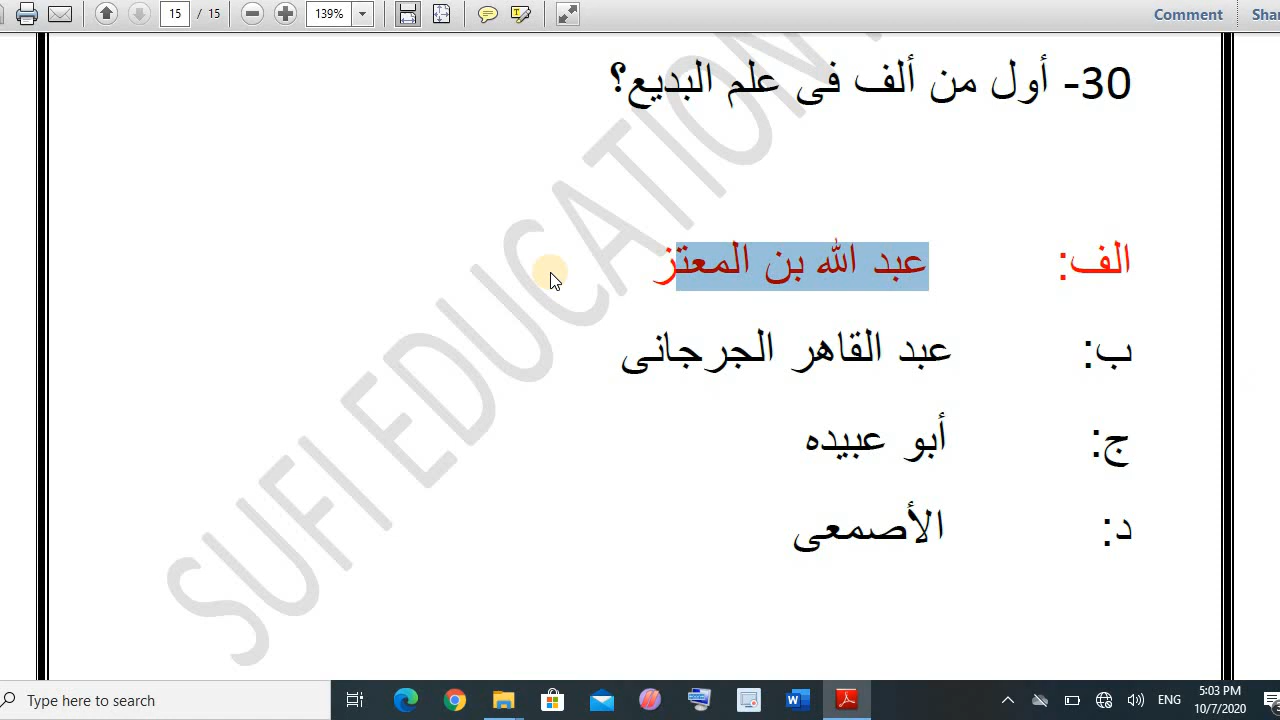 15 / 15 139% Comment Shar
30- أول من ألف فى علم البديع؟
الف: عبد الله بن المعتز
ب: عبد القاهر الجرجانى
ج: أبو عبيده
د: الأصمعى
SUFI EDUCATION
Type here to search ENG 5:03 PM
10/7/2020